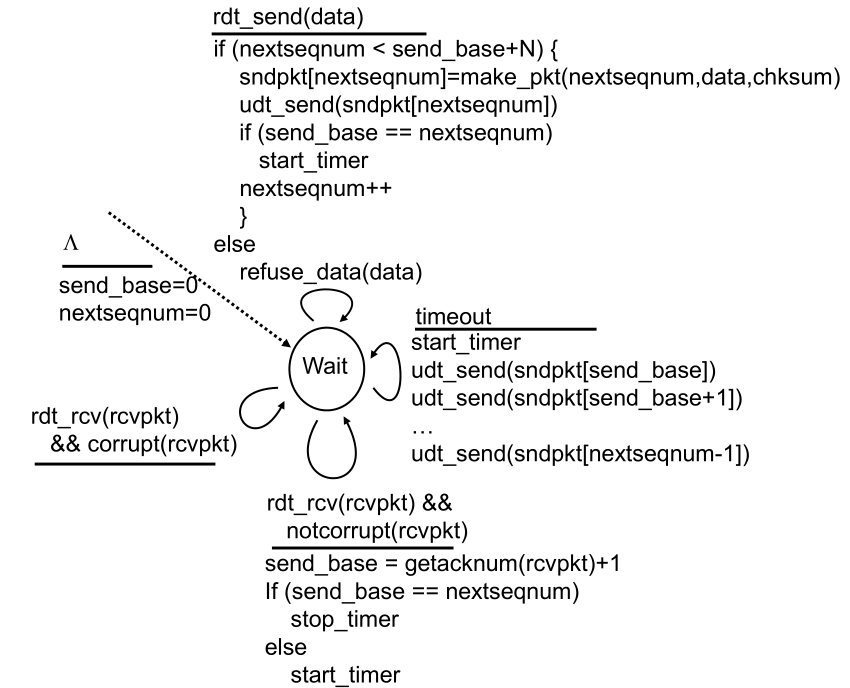 rdt_send(data)
if (nextseqnum < send_base+N) {
sndpkt[nextseqnum]=make_pkt(nextseqnum,data,chksum)
udt_send(sndpkt[nextseqnum])
if (send_base == nextseqnum)
start_timer
nextseqnum++
}
else
refuse_data(data)
Λ
send_base=0
nextseqnum=0
Wait
timeout
start_timer
udt_send(sndpkt[send_base])
udt_send(sndpkt[send_base+1])
…
udt_send(sndpkt[nextseqnum-1])
rdt_rcv(rcvpkt)
&& corrupt(rcvpkt)
rdt_rcv(rcvpkt) &&
notcorrupt(rcvpkt)
send_base = getacknum(rcvpkt)+1
If (send_base == nextseqnum)
stop_timer
else
start_timer